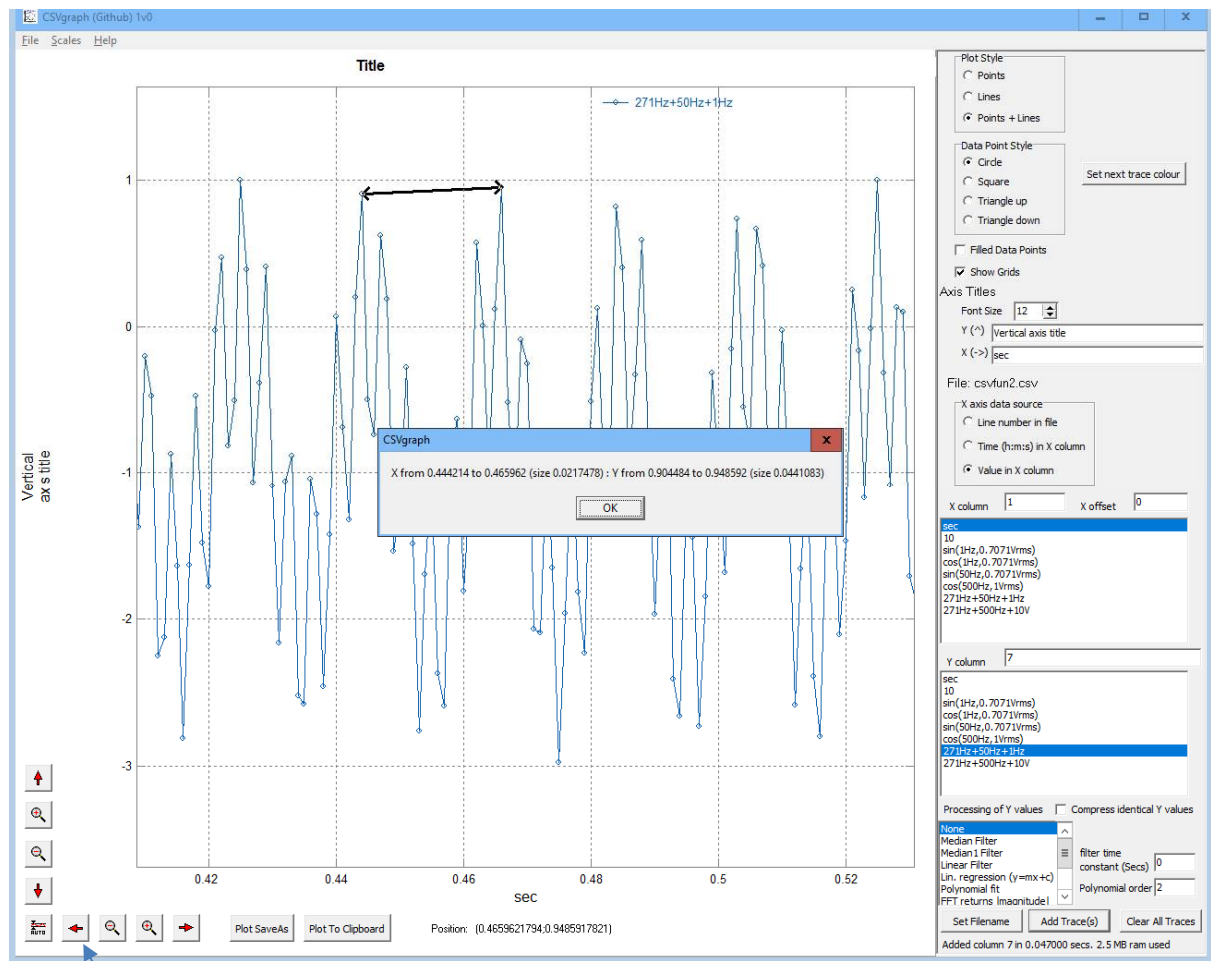 CSVgraph (Github) 1v0
File Scales Help
Title
271Hz+50Hz+1Hz
1
0
-1
-2
-3
Vertical
ax s title
0.42 0.44 0.46 0.48 0.5 0.52
sec
CSVgraph
X from 0.444214 to 0.465962 (size 0.0217478) : Y from 0.904484 to 0.948592 (size 0.0441083)
OK
AUTO
Plot SaveAs
Plot To Clipboard
Position: (0.4659621794;0.9485917821)
Plot Style
Points
Lines
Points + Lines
Data Point Style
Circle
Square
Triangle up
Triangle down
Set next trace colour
Filled Data Points
Show Grids
Axis Titles
Font Size 12
Y (^) Vertical axis title
X (->) sec
File: csvfun2.csv
X axis data source
Line number in file
Time (h:m:s) in X column
Value in X column
X column 1 X offset 0
sec
10
sin(1Hz,0.7071Vrms)
cos(1Hz,0.7071Vrms)
sin(50Hz,0.7071Vrms)
cos(500Hz,1Vrms)
271Hz+50Hz+1Hz
271Hz+500Hz+10V
Y column 7
sec
10
sin(1Hz,0.7071Vrms)
cos(1Hz,0.7071Vrms)
sin(50Hz,0.7071Vrms)
cos(500Hz,1Vrms)
271Hz+50Hz+1Hz
271Hz+500Hz+10V
Processing of Y values Compress identical Y values
None
Median Filter
Median1 Filter
Linear Filter
Lin. regression (y=mx+c)
Polynomial fit
FFT returns |magnitude|
filter time
constant (Secs) 0
Polynomial order 2
Set Filename Add Trace(s) Clear All Traces
Added column 7 in 0.047000 secs. 2.5 MB ram used